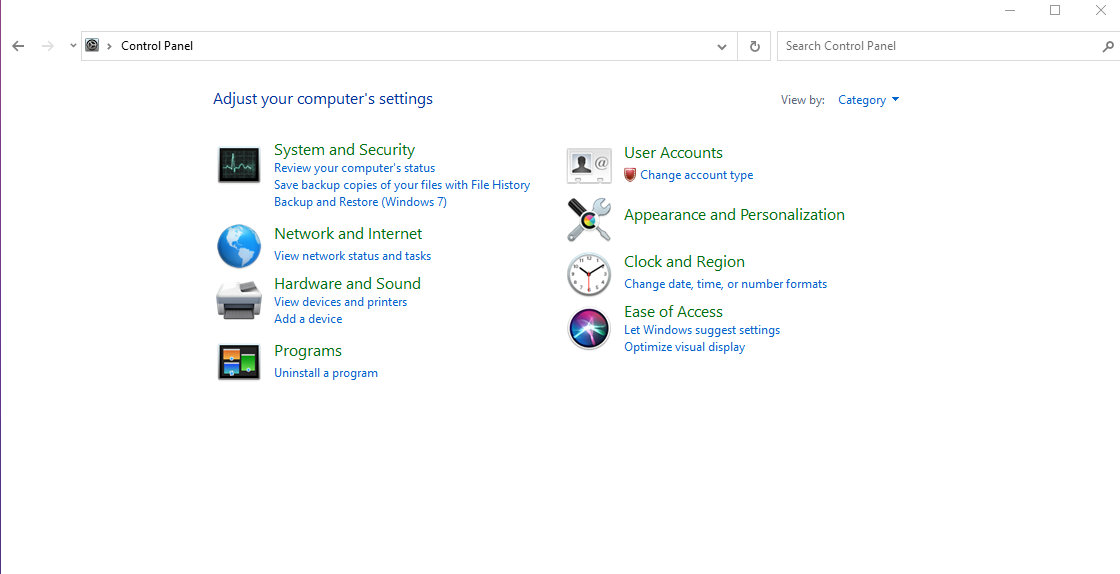 Control Panel
Search Control Panel
Adjust your computer's settings
View by: Category
System and Security
Review your computer's status
Save backup copies of your files with File History
Backup and Restore (Windows 7)
Network and Internet
View network status and tasks
Hardware and Sound
View devices and printers
Add a device
Programs
Uninstall a program
User Accounts
Change account type
Appearance and Personalization
Clock and Region
Change date, time, or number formats
Ease of Access
Let Windows suggest settings
Optimize visual display